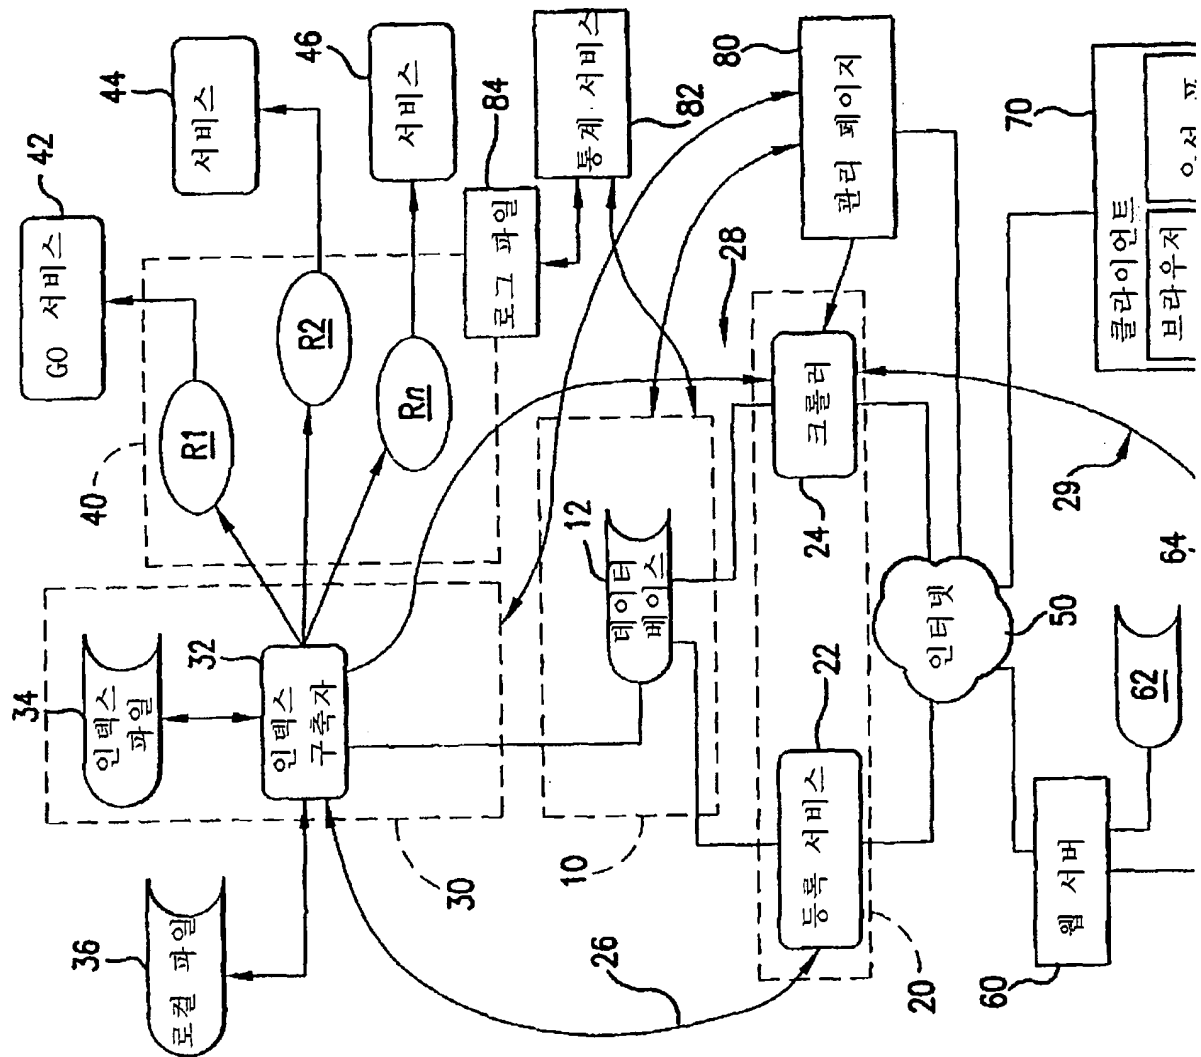 36
로컬 파일
34
인텍스
파일
32
인텍스
구축자
30
40
R1
R2
Rn
42
GO 서비스
44
서비스
46
서비스
84
로그 파일
통계 서비스
82
10
12
데이터
베이스
26
20
22
등록 서비스
24
크롤러
28
80
관리 페이지
인터넷
50
29
60
웹 서버
62
64
70
클라이언트
브라우저